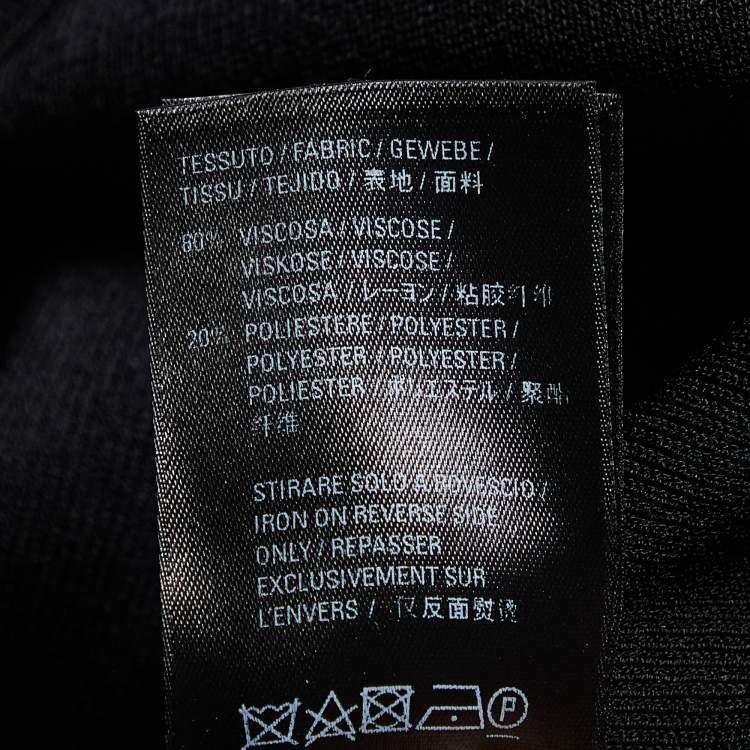 TESSUTO / FABRIC / GEWEBE /
TISSU / TEJIDO / 表地 / 面料
80% VISCOSA / VISCOSE /
VISKOSE / VISCOSE /
VISCOSA / レーヨン / 粘胶纤维
20% POLIESTERE / POLYESTER /
POLYESTER / POLYESTER /
POLIESTER / ポリエステル / 聚酯
纤维
STIRARE SOLO A ROVESCIO /
IRON ON REVERSE SIDE
ONLY / REPASSER
EXCLUSIVEMENT SUR
L'ENVERS / 仅反面熨烫
P